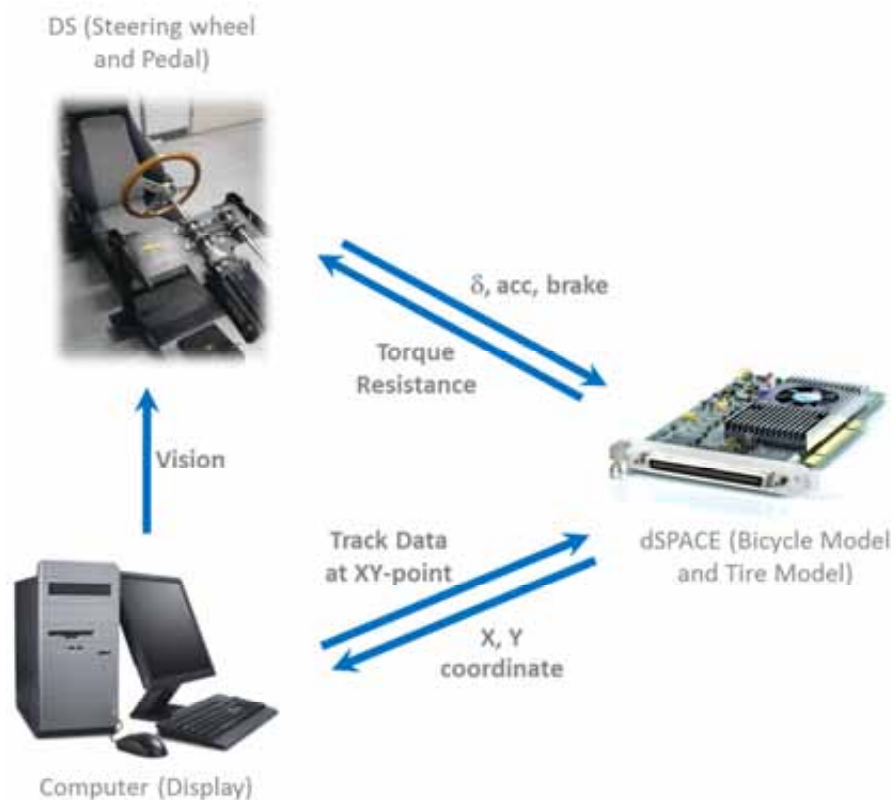 DS (Steering wheel
and Pedal)
δ, acc, brake
Torque
Resistance
Vision
Track Data
at XY-point
dSPACE (Bicycle Model
and Tire Model)
X, Y
coordinate
Computer (Display)